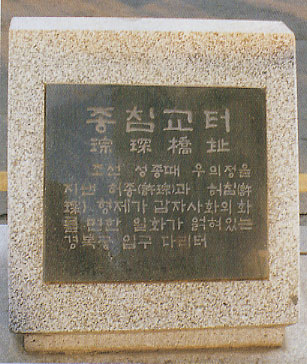 종침교터
琮琛橋址
조선 성종때 우의정을
지낸 허종(許琮)과 허침(許
琛) 형제가 갑자사화의 화
를 면한 일화가 얽혀있는
경복궁 입구 다리터